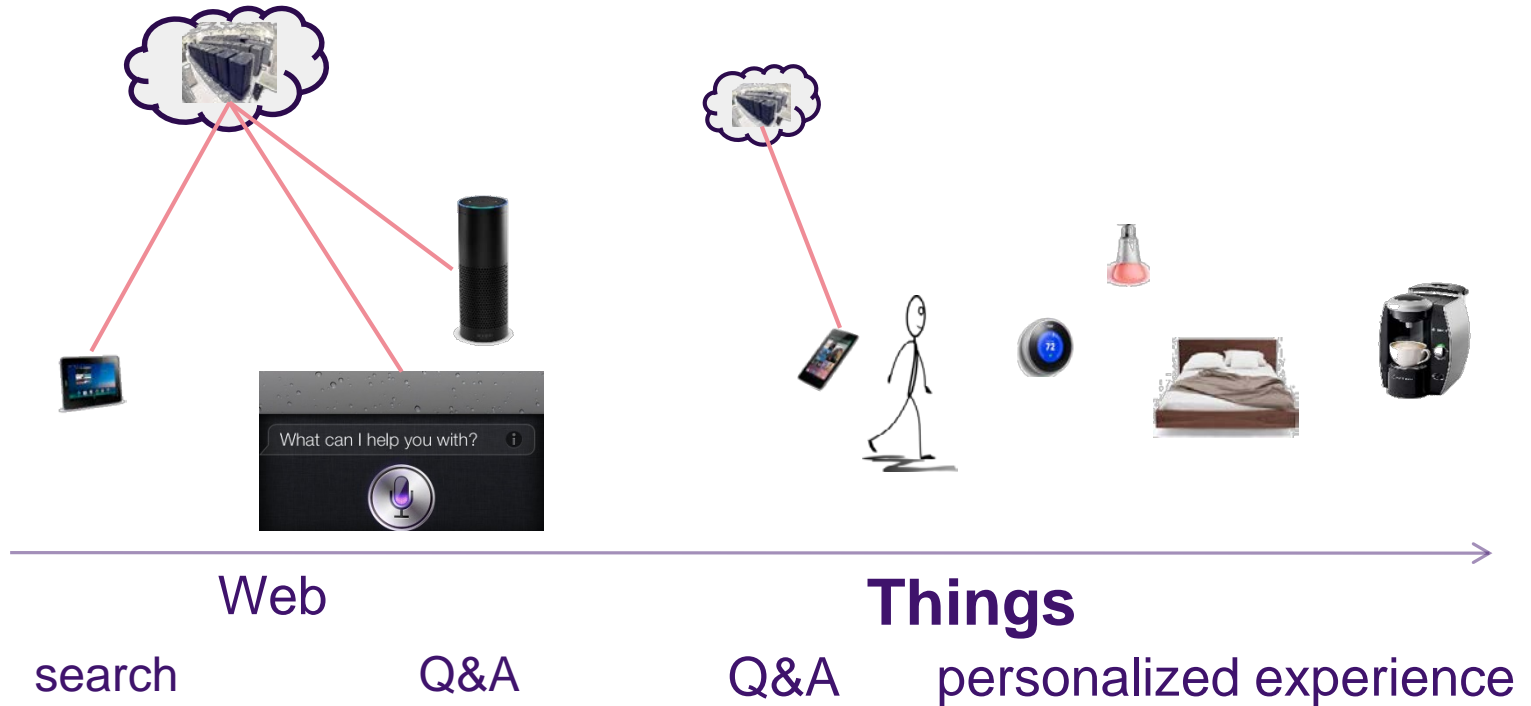 72
What can I help you with?
Web
Things
search Q&A Q&A personalized experience